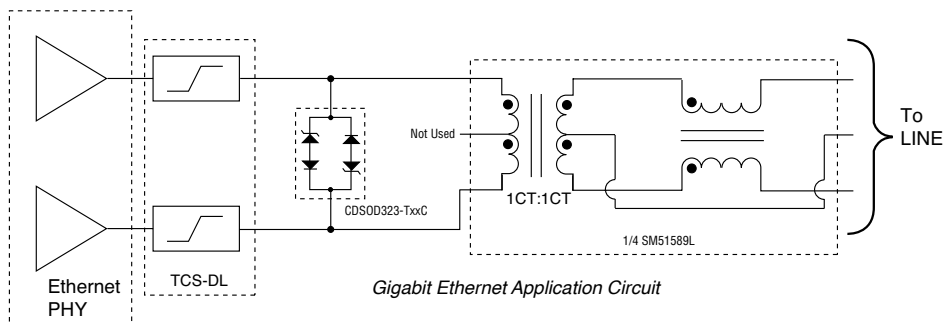 To
LINE
Not Used
1CT:1CT
CDSOD323-TxxC
1/4 SM51589L
Ethernet
PHY
TCS-DL
Gigabit Ethernet Application Circuit